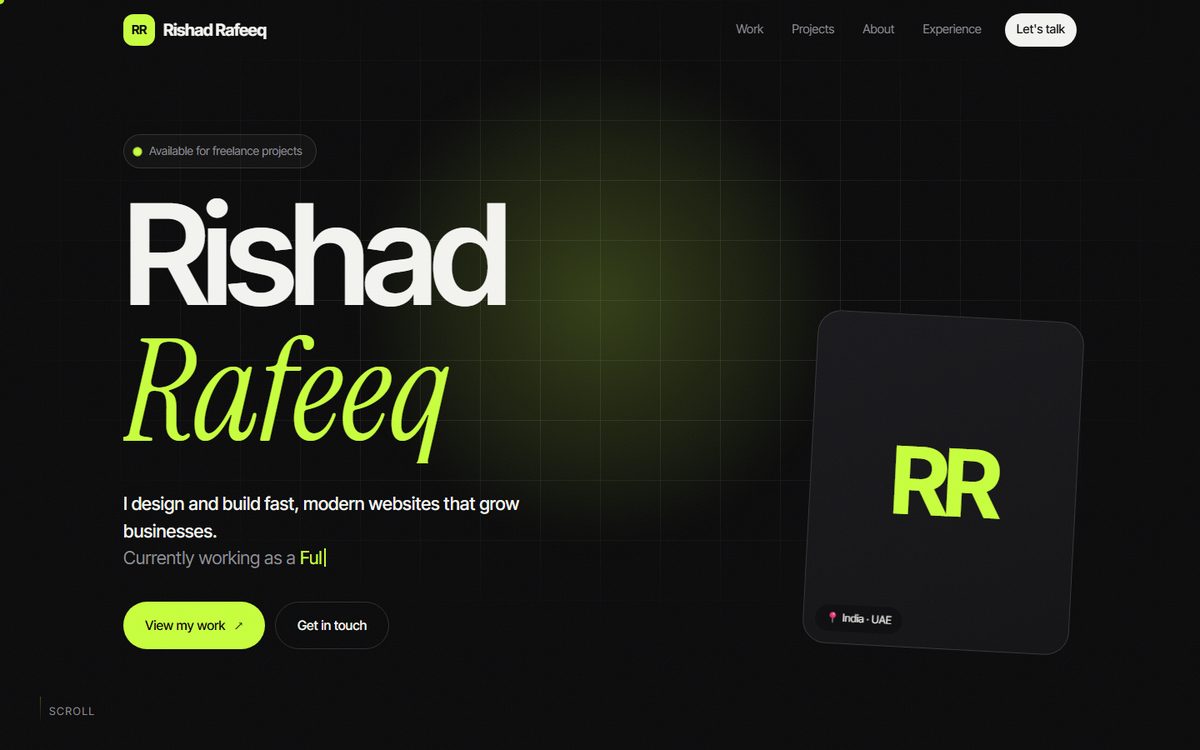 RR Rishad Rafeeq
Work Projects About Experience Let's talk
Available for freelance projects
Rishad
Rafeeq
I design and build fast, modern websites that grow
businesses.
Currently working as a Ful
View my work ↗ Get in touch
RR
📍 India · UAE
SCROLL